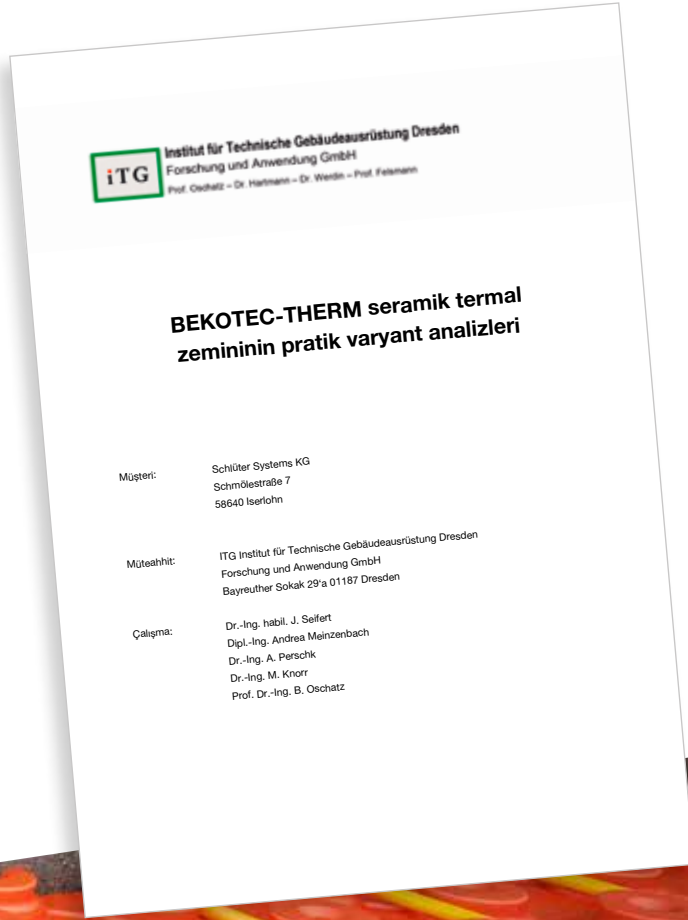 iTG
Institut für Technische Gebäudeausrüstung Dresden
Forschung und Anwendung GmbH
Prof. Oschatz – Dr. Hartmann – Dr. Werdin – Prof. Felsmann
BEKOTEC-THERM seramik termal
zemininin pratik varyant analizleri
Müşteri:
Schlüter Systems KG
Schmölestraße 7
58640 Iserlohn
Müteahhit:
ITG Institut für Technische Gebäudeausrüstung Dresden
Forschung und Anwendung GmbH
Bayreuther Sokak 29'a 01187 Dresden
Çalışma:
Dr.-Ing. habil. J. Seifert
Dipl.-Ing. Andrea Meinzenbach
Dr.-Ing. A. Perschk
Dr.-Ing. M. Knorr
Prof. Dr.-Ing. B. Oschatz